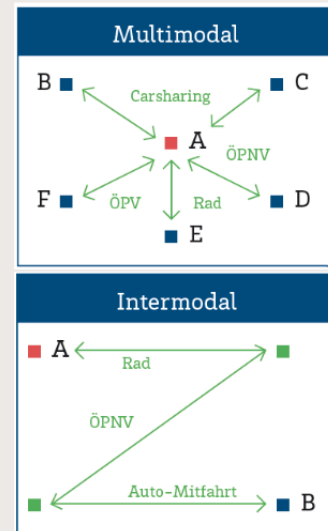 Multimodal
B
C
Carsharing
A
ÖPNV
F
ÖPV
Rad
D
E
Intermodal
A
Rad
ÖPNV
Auto-Mitfahrt
B